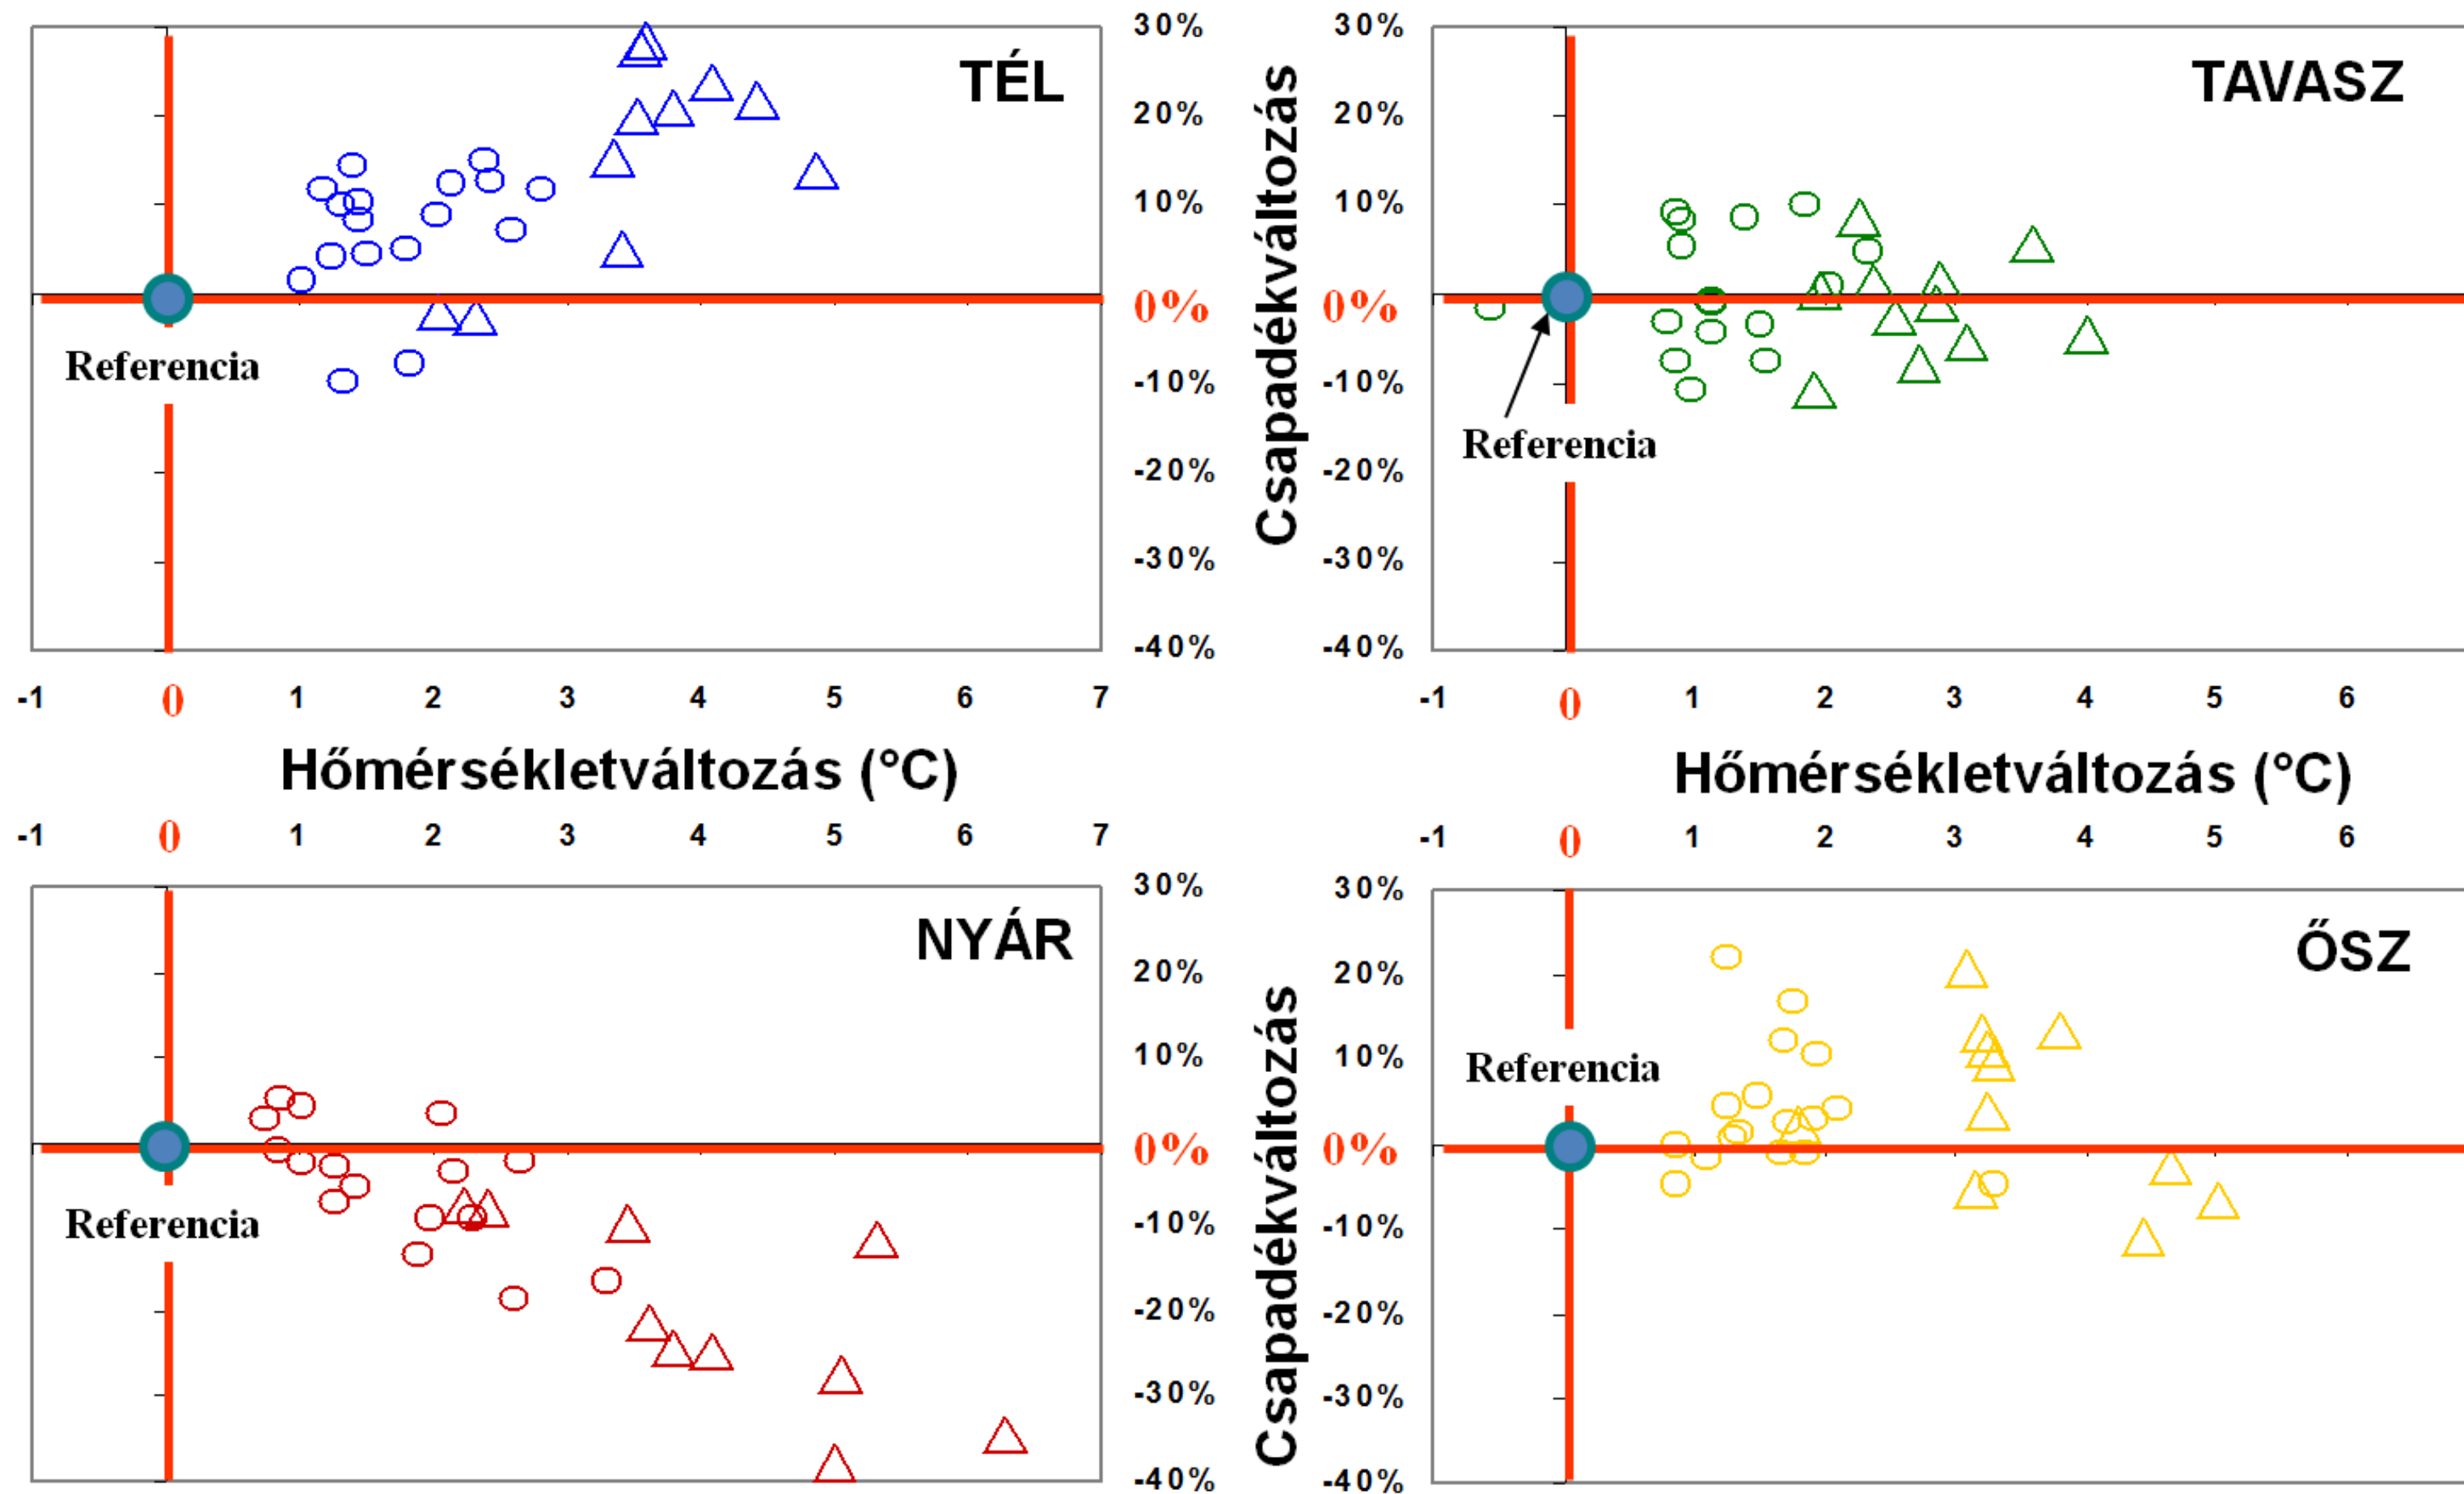 TÉL
30%
20%
10%
0%
-10%
-20%
-30%
-40%
Referencia
-1 0 1 2 3 4 5 6 7
Hőmérsékletváltozás (°C)
Csapadékváltozás
30%
20%
10%
0%
-10%
-20%
-30%
-40%
TAVASZ
Referencia
-1 0 1 2 3 4 5 6
Hőmérsékletváltozás (°C)
-1 0 1 2 3 4 5 6 7
NYÁR
30%
20%
10%
0%
-10%
-20%
-30%
-40%
Referencia
-1 0 1 2 3 4 5 6
Csapadékváltozás
30%
20%
10%
0%
-10%
-20%
-30%
-40%
ŐSZ
Referencia